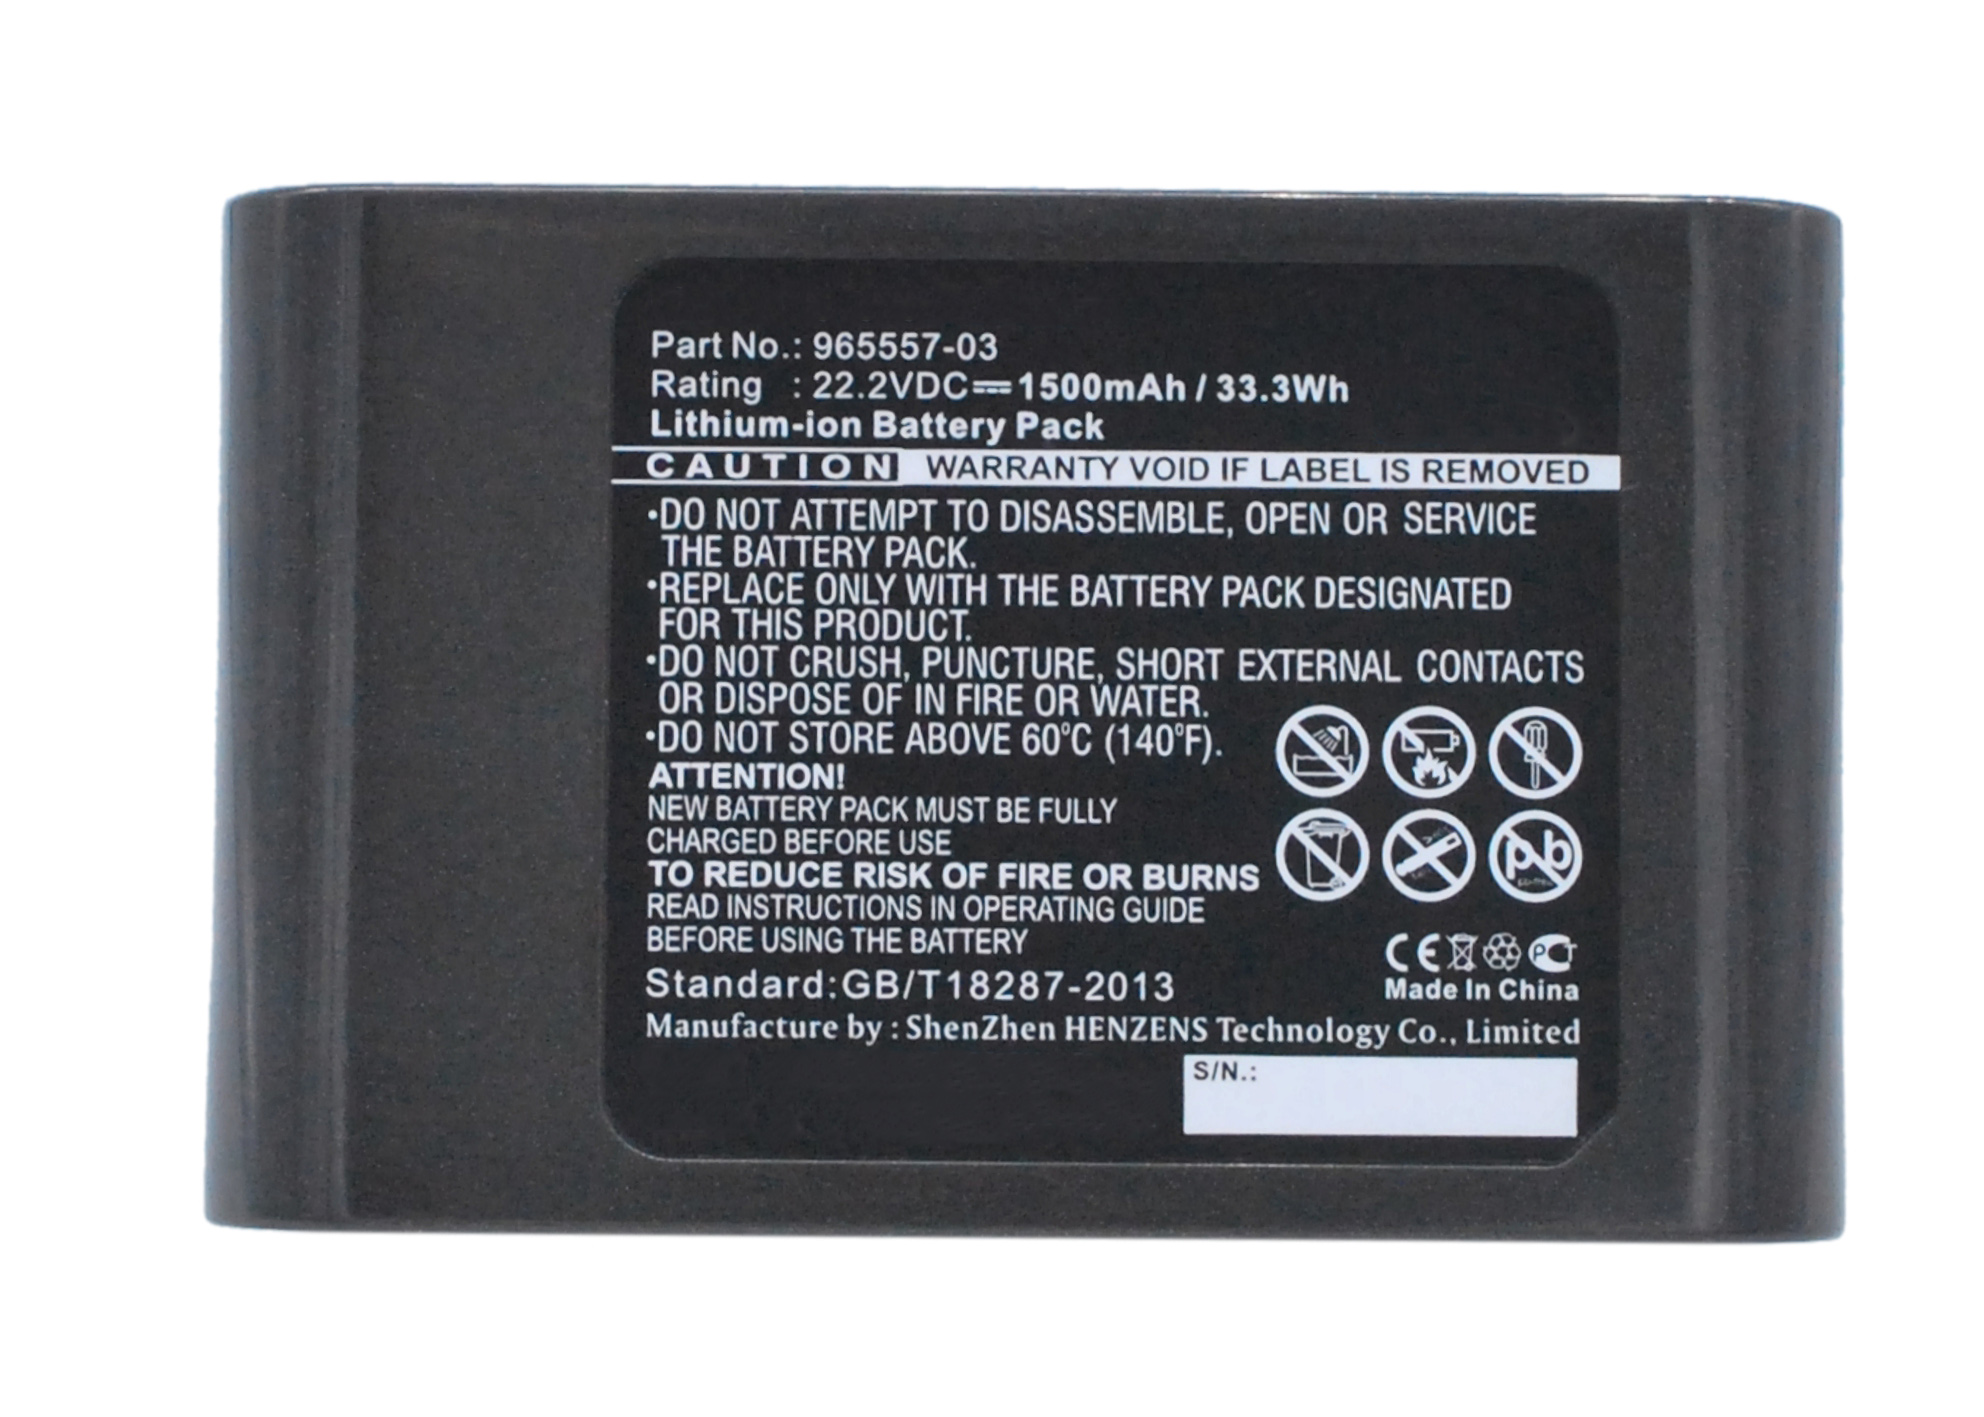 Part No.: 965557-03
Rating : 22.2VDC⎓1500mAh / 33.3Wh
Lithium-ion Battery Pack
CAUTION WARRANTY VOID IF LABEL IS REMOVED
•DO NOT ATTEMPT TO DISASSEMBLE, OPEN OR SERVICE
THE BATTERY PACK.
•REPLACE ONLY WITH THE BATTERY PACK DESIGNATED
FOR THIS PRODUCT.
•DO NOT CRUSH, PUNCTURE, SHORT EXTERNAL CONTACTS
OR DISPOSE OF IN FIRE OR WATER.
•DO NOT STORE ABOVE 60°C (140°F).
ATTENTION!
NEW BATTERY PACK MUST BE FULLY
CHARGED BEFORE USE
TO REDUCE RISK OF FIRE OR BURNS
READ INSTRUCTIONS IN OPERATING GUIDE
BEFORE USING THE BATTERY
Pb
Standard:GB/T18287-2013
CE PCT
Made In China
Manufacture by : ShenZhen HENZENS Technology Co., Limited
S/N.: